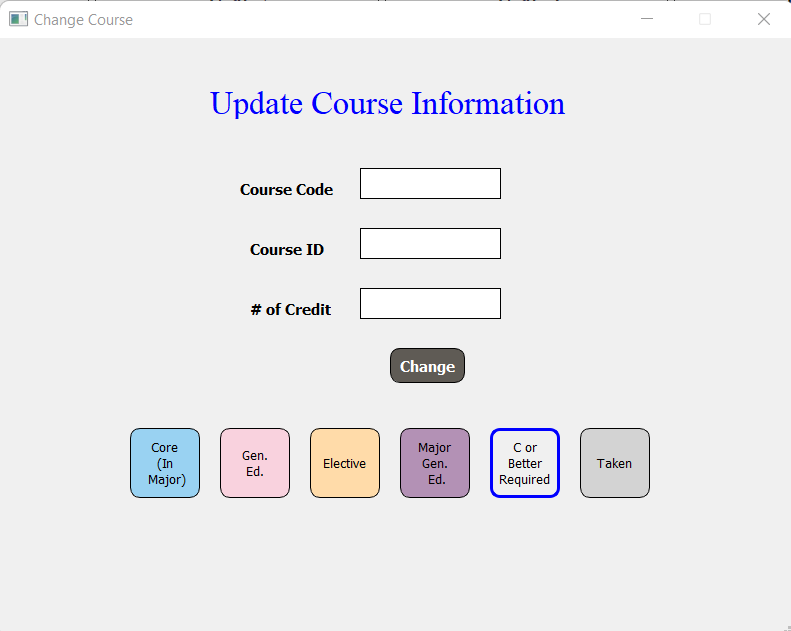 Change Course
Update Course Information
Course Code
Course ID
# of Credit
Change
Core
(In
Major)
Gen.
Ed.
Elective
Major
Gen.
Ed.
C or
Better
Required
Taken